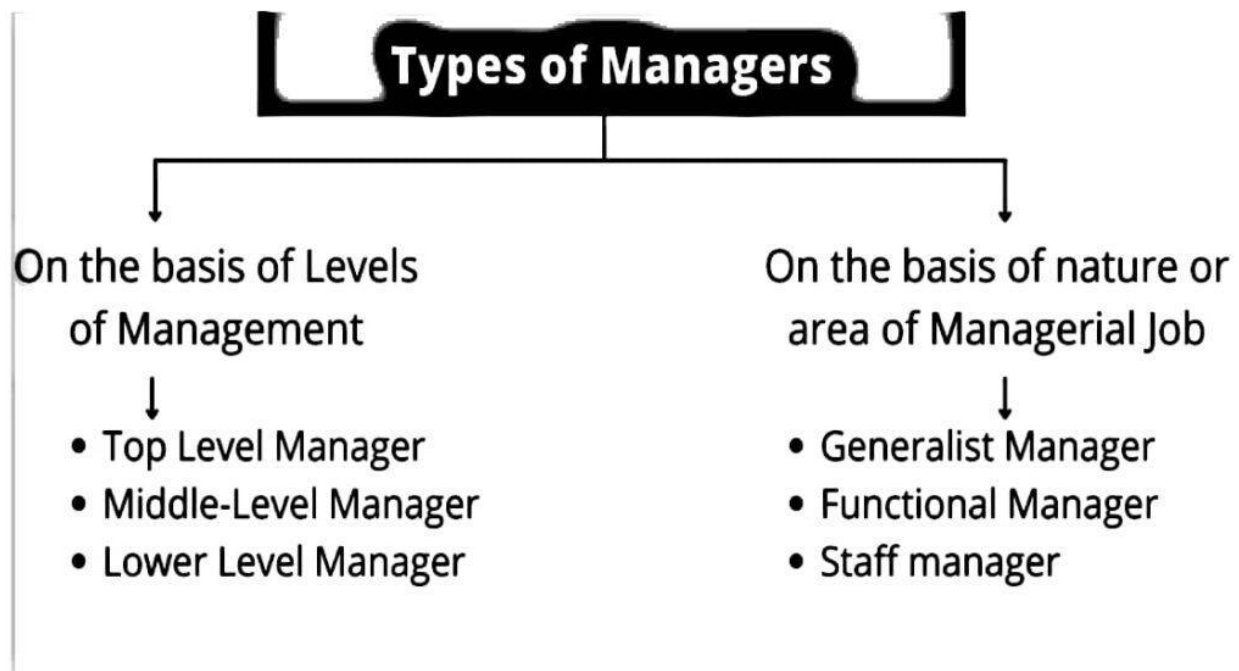 Types of Managers
On the basis of Levels
of Management
• Top Level Manager
• Middle-Level Manager
• Lower Level Manager
On the basis of nature or
area of Managerial Job
• Generalist Manager
• Functional Manager
• Staff manager